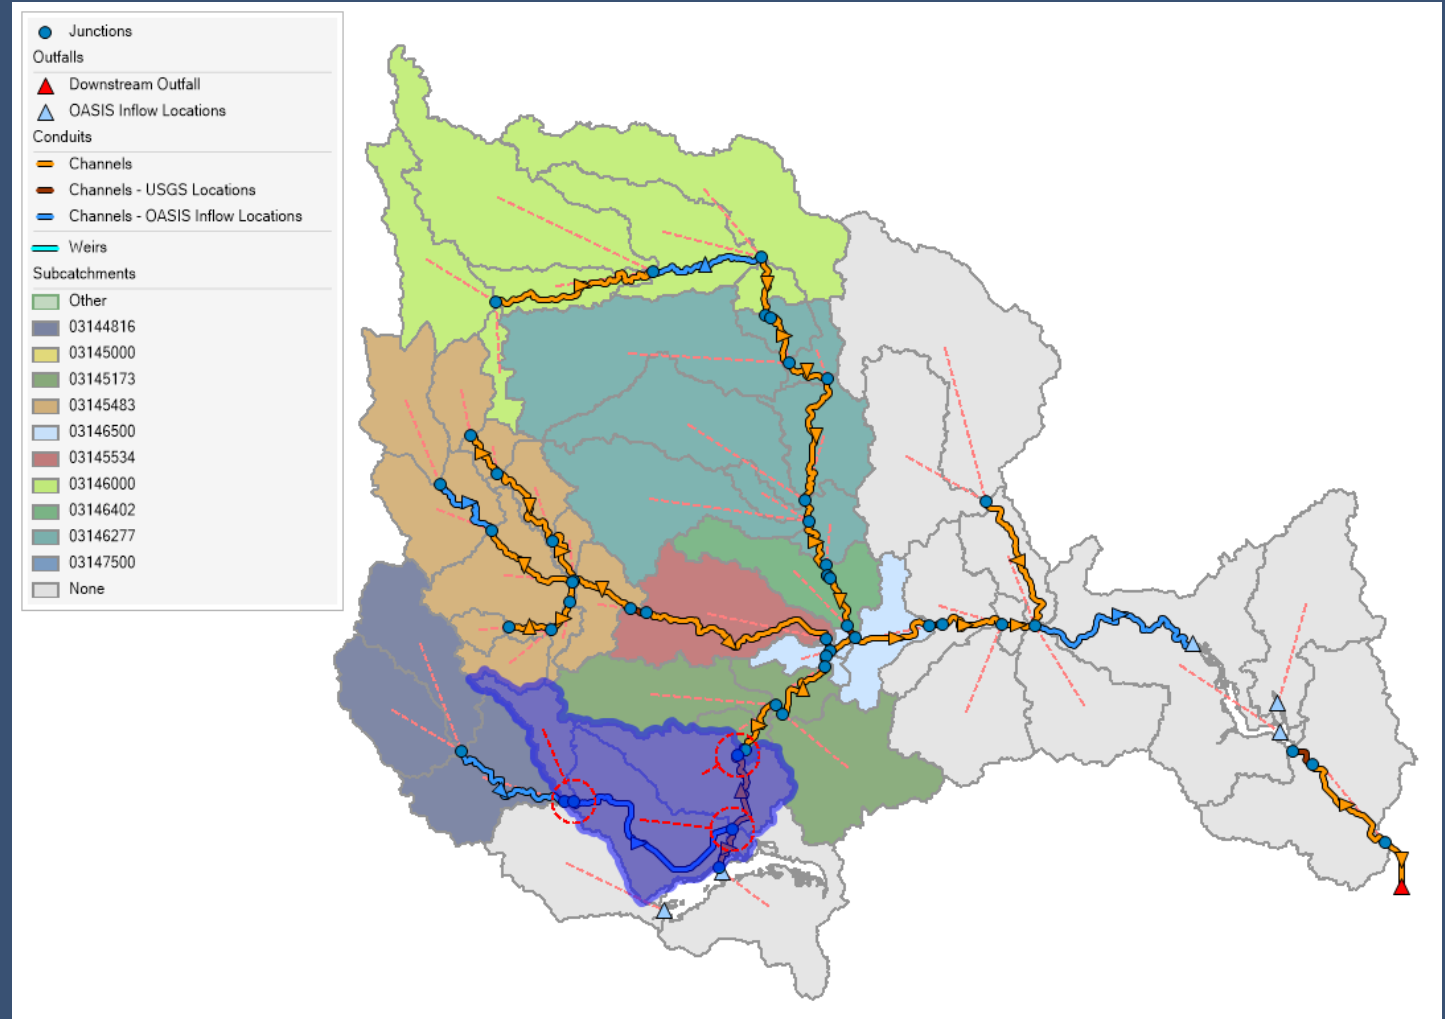 Junctions
Outfalls
Downstream Outfall
OASIS Inflow Locations
Conduits
Channels
Channels - USGS Locations
Channels - OASIS Inflow Locations
Weirs
Subcatchments
Other
03144816
03145000
03145173
03145483
03146500
03145534
03146000
03146402
03146277
03147500
None